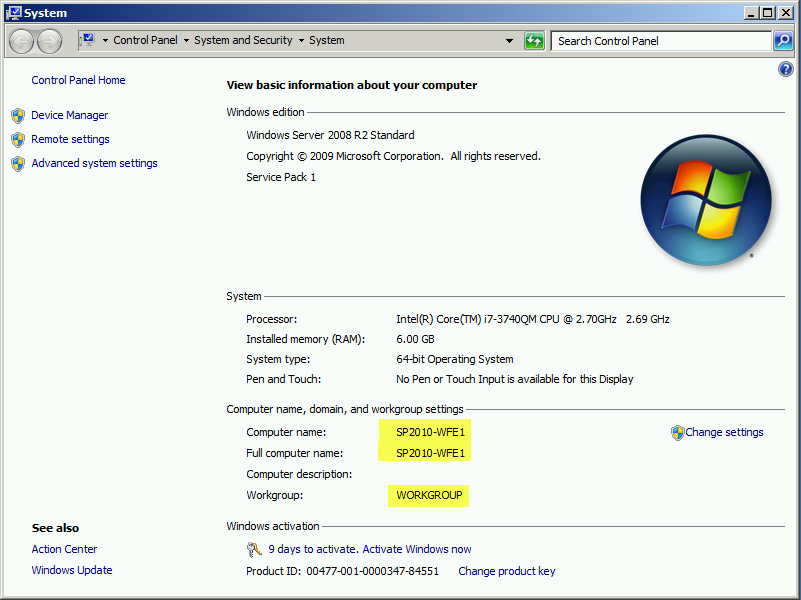 System
Control Panel System and Security System
Search Control Panel
Control Panel Home
Device Manager
Remote settings
Advanced system settings
View basic information about your computer
Windows edition
Windows Server 2008 R2 Standard
Copyright © 2009 Microsoft Corporation. All rights reserved.
Service Pack 1
System
Processor: Intel(R) Core(TM) i7-3740QM CPU @ 2.70GHz 2.69 GHz
Installed memory (RAM): 6.00 GB
System type: 64-bit Operating System
Pen and Touch: No Pen or Touch Input is available for this Display
Computer name, domain, and workgroup settings
Computer name: SP2010-WFE1 Change settings
Full computer name: SP2010-WFE1
Computer description:
Workgroup: WORKGROUP
Windows activation
9 days to activate. Activate Windows now
Product ID: 00477-001-0000347-84551 Change product key
See also
Action Center
Windows Update